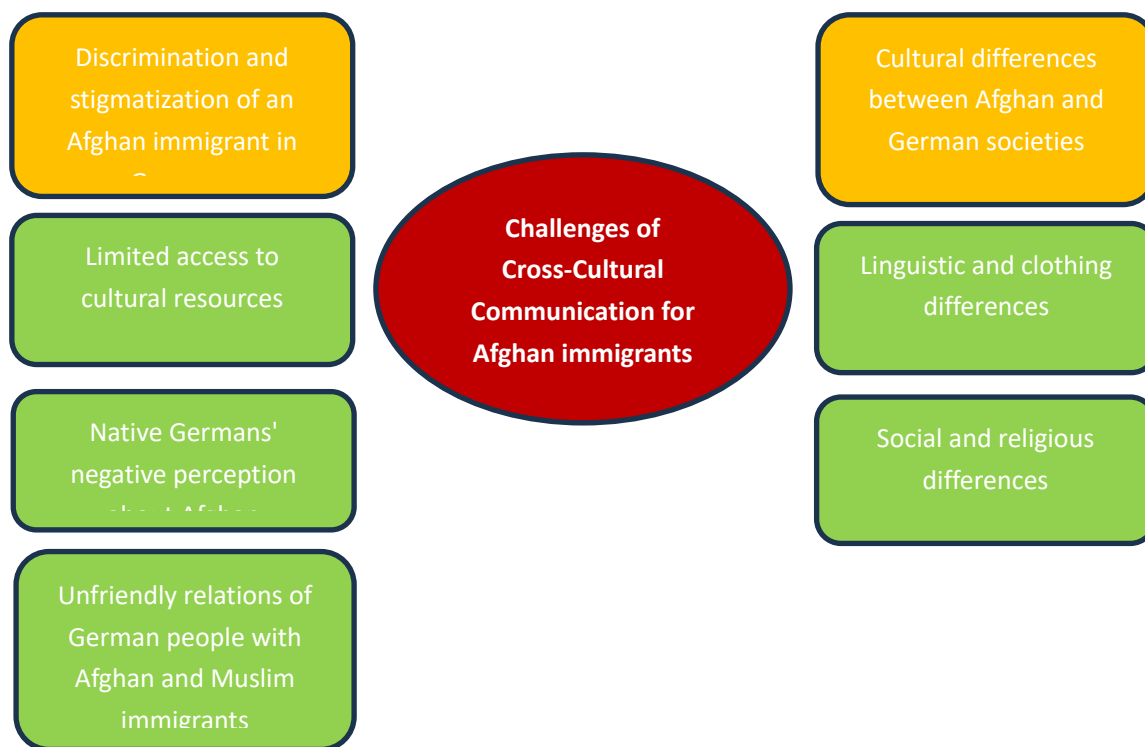 Discrimination and
stigmatization of an
Afghan immigrant in
Limited access to
cultural resources
Native Germans'
negative perception
about Afghan
Unfriendly relations of
German people with
Afghan and Muslim
immigrants
Challenges of
Cross-Cultural
Communication for
Afghan immigrants
Cultural differences
between Afghan and
German societies
Linguistic and clothing
differences
Social and religious
differences